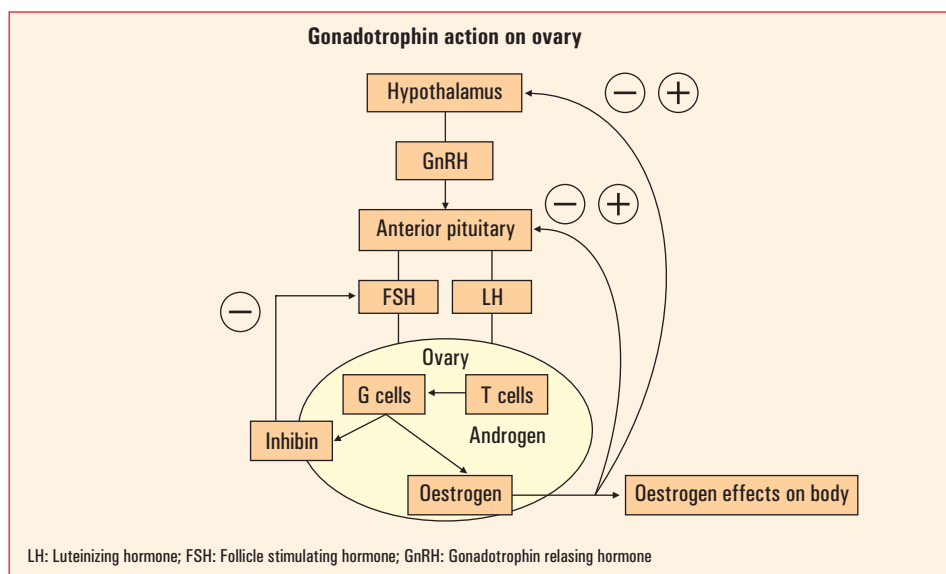 Gonadotrophin action on ovary
Hypothalamus
− +
GnRH
− +
Anterior pituitary
−
FSH LH
Ovary
G cells T cells
Androgen
Inhibin
Oestrogen
Oestrogen effects on body
LH: Luteinizing hormone; FSH: Follicle stimulating hormone; GnRH: Gonadotrophin relasing hormone